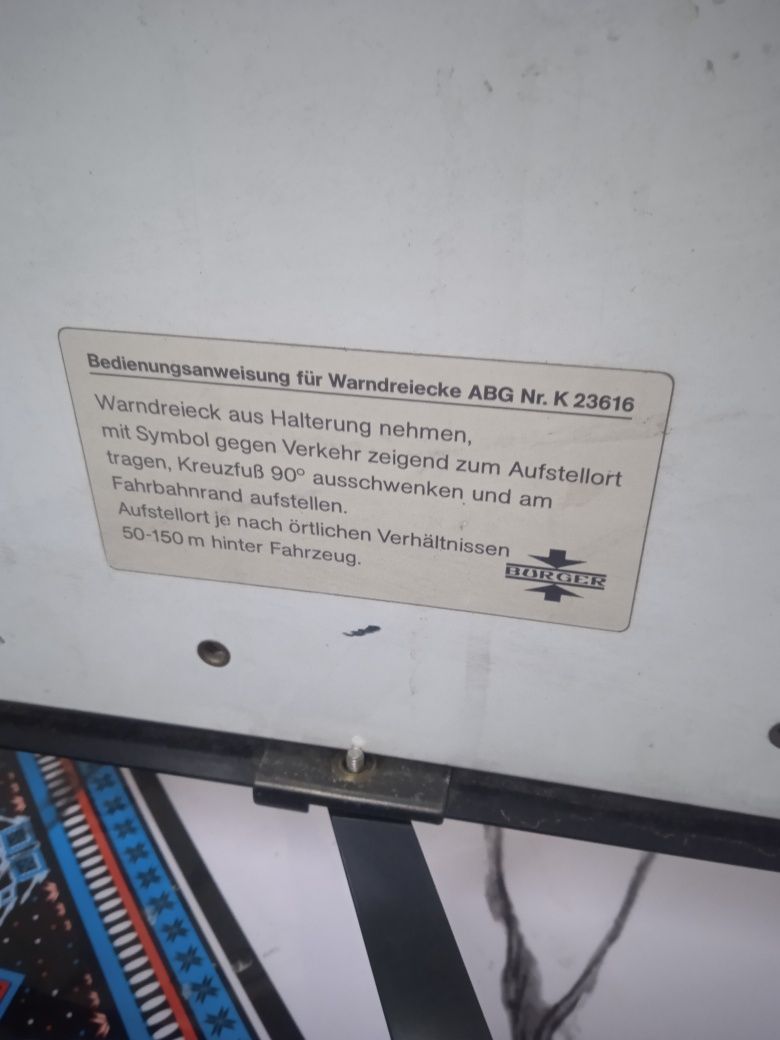 Bedienungsanweisung für Warndreiecke ABG Nr. K 23616
Warndreieck aus Halterung nehmen,
mit Symbol gegen Verkehr zeigend zum Aufstellort
tragen, Kreuzfuß 90° ausschwenken und am
Fahrbahnrand aufstellen.
Aufstellort je nach örtlichen Verhältnissen
50-150 m hinter Fahrzeug.
BÜRGER